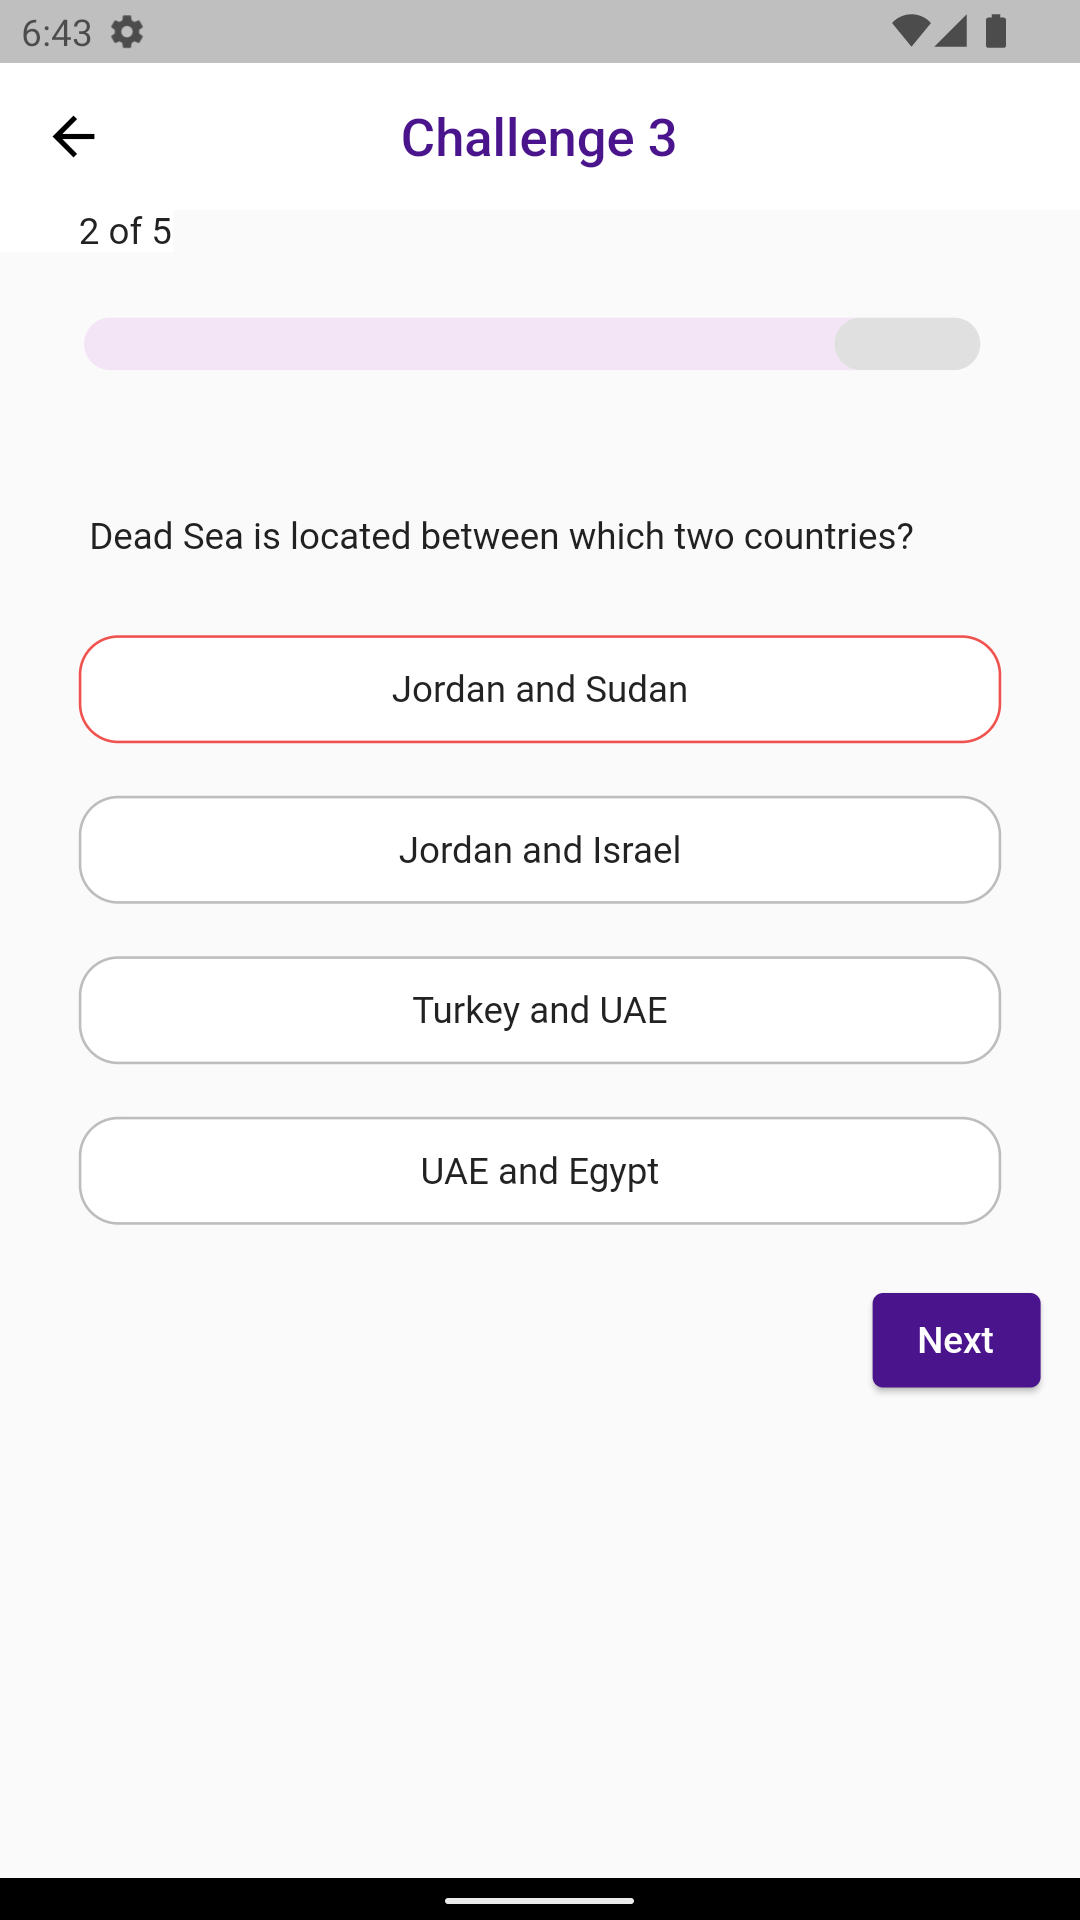 6:43
Challenge 3
2 of 5
Dead Sea is located between which two countries?
Jordan and Sudan
Jordan and Israel
Turkey and UAE
UAE and Egypt
Next